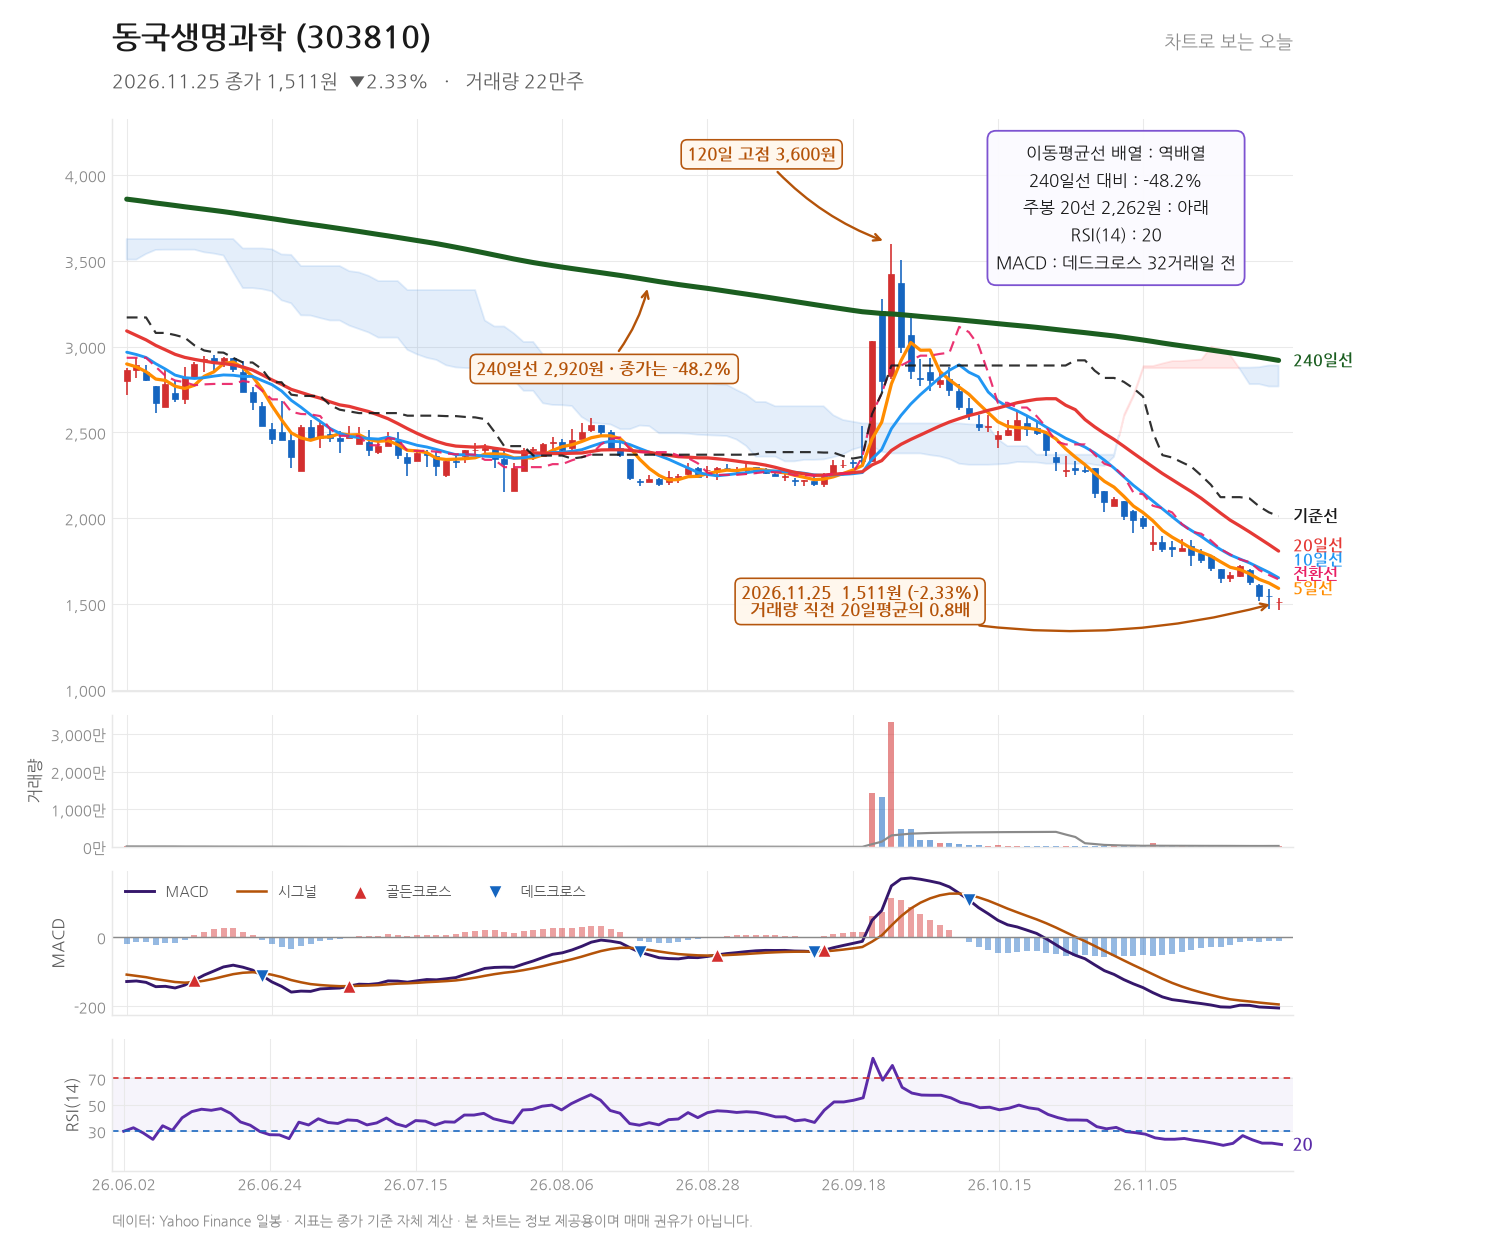 동국생명과학 (303810)
차트로 보는 오늘
2026.11.25 종가 1,511원 ▼2.33% · 거래량 22만주
120일 고점 3,600원
이동평균선 배열 : 역배열
240일선 대비 : -48.2%
주봉 20선 2,262원 : 아래
RSI(14) : 20
MACD : 데드크로스 32거래일 전
4,000
3,500
3,000
2,500
2,000
1,500
1,000
240일선 2,920원 · 종가는 -48.2%
240일선
기준선
20일선
10일선
전환선
5일선
2026.11.25 1,511원 (-2.33%)
거래량 직전 20일평균의 0.8배
거래량
3,000만
2,000만
1,000만
0만
MACD
MACD
시그널
▲ 골든크로스
▼ 데드크로스
0
-200
RSI(14)
70
50
30
20
26.06.02
26.06.24
26.07.15
26.08.06
26.08.28
26.09.18
26.10.15
26.11.05
데이터: Yahoo Finance 일봉 · 지표는 종가 기준 자체 계산 · 본 차트는 정보 제공용이며 매매 권유가 아닙니다.